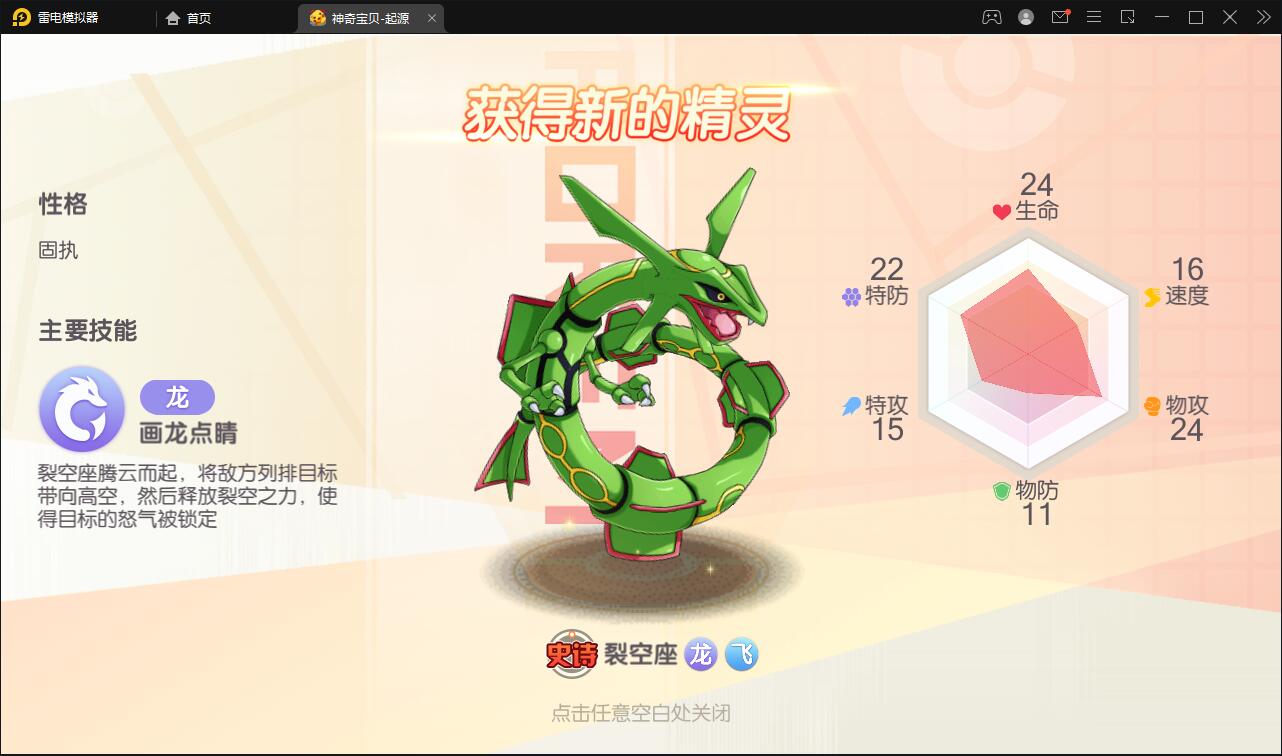 雷电模拟器
首页
神奇宝贝-起源
获得新的精灵
性格
固执
主要技能
龙
画龙点睛
裂空座腾云而起，将敌方列排目标
带向高空，然后释放裂空之力，使
得目标的怒气被锁定
24
生命
22
特防
16
速度
特攻
15
物攻
24
物防
11
史诗 裂空座 龙 飞
点击任意空白处关闭